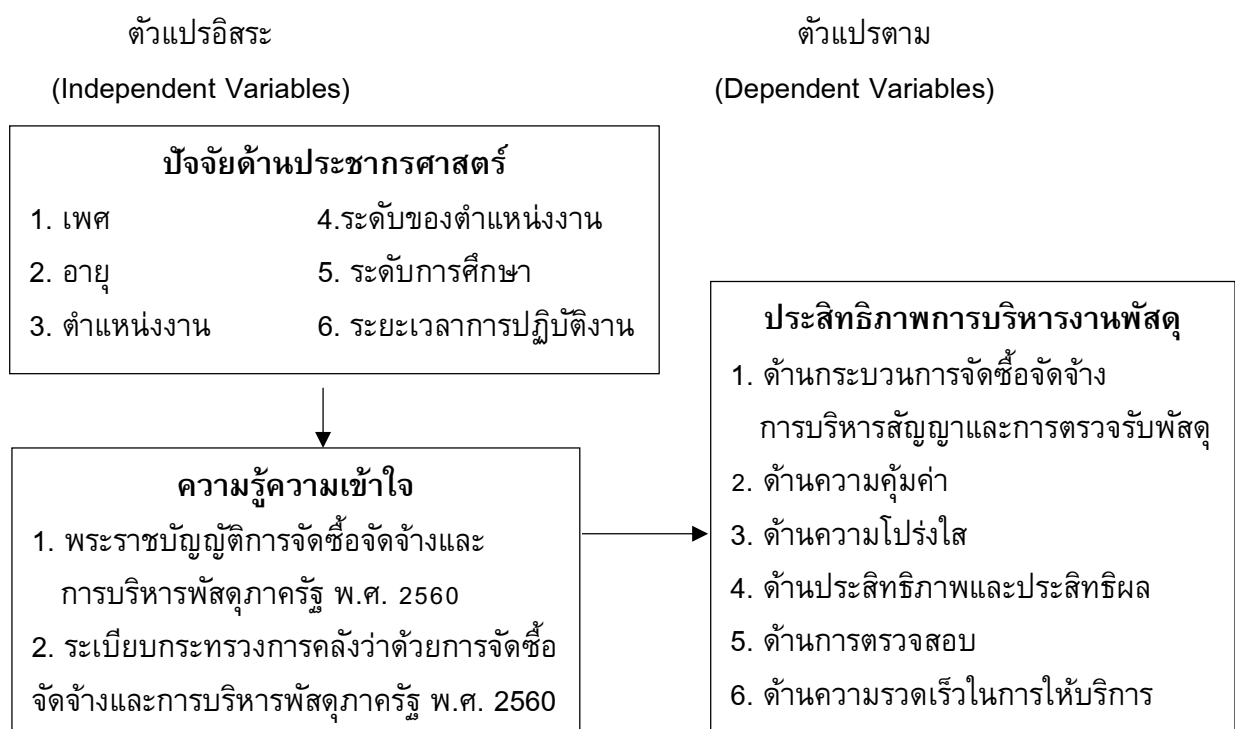 ตัวแปรอิสระ
(Independent Variables)
ตัวแปรตาม
(Dependent Variables)
ปัจจัยด้านประชากรศาสตร์
1. เพศ
2. อายุ
3. ตำแหน่งงาน
4.ระดับของตำแหน่งงาน
5. ระดับการศึกษา
6. ระยะเวลาการปฏิบัติงาน
ความรู้ความเข้าใจ
1. พระราชบัญญัติการจัดซื้อจัดจ้างและ
การบริหารพัสดุภาครัฐ พ.ศ. 2560
2. ระเบียบกระทรวงการคลังว่าด้วยการจัดซื้อ
จัดจ้างและการบริหารพัสดุภาครัฐ พ.ศ. 2560
ประสิทธิภาพการบริหารงานพัสดุ
1. ด้านกระบวนการจัดซื้อจัดจ้าง
การบริหารสัญญาและการตรวจรับพัสดุ
2. ด้านความคุ้มค่า
3. ด้านความโปร่งใส
4. ด้านประสิทธิภาพและประสิทธิผล
5. ด้านการตรวจสอบ
6. ด้านความรวดเร็วในการให้บริการ